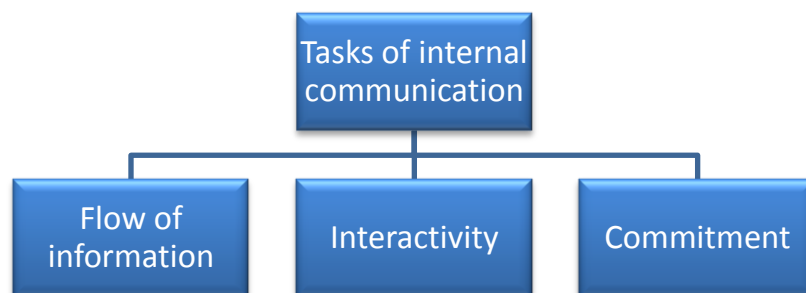 Tasks of internal
communication
Flow of
information
Interactivity
Commitment